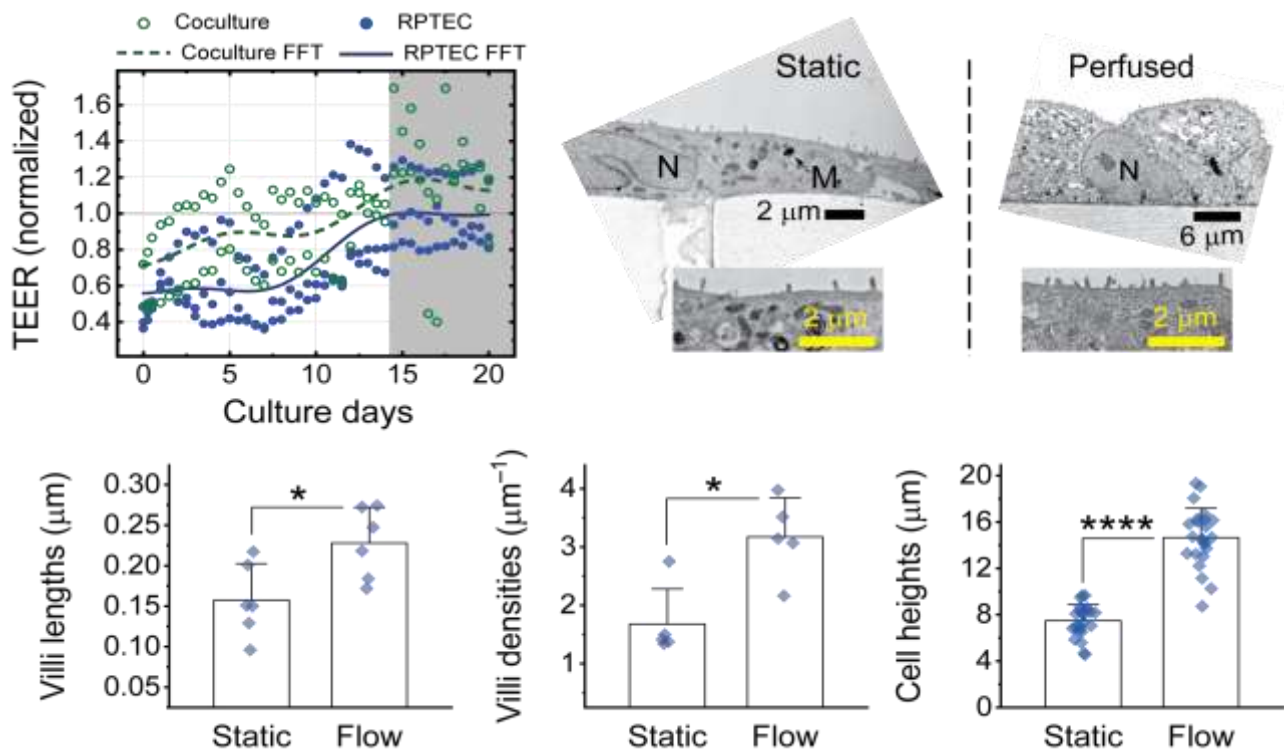 Coculture RPTEC
Coculture FFT RPTEC FFT
TEER (normalized)
1.6
1.4
1.2
1.0
0.8
0.6
0.4
0 5 10 15 20
Culture days
Static
N
M
2 μm
2 μm
Perfused
N
6 μm
2 μm
Villi lengths (μm)
0.30
0.25
0.20
0.15
0.10
0.05
*
Static Flow
Villi densities (μm⁻¹)
4
3
2
1
*
Static Flow
Cell heights (μm)
20
16
12
8
4
0
****
Static Flow